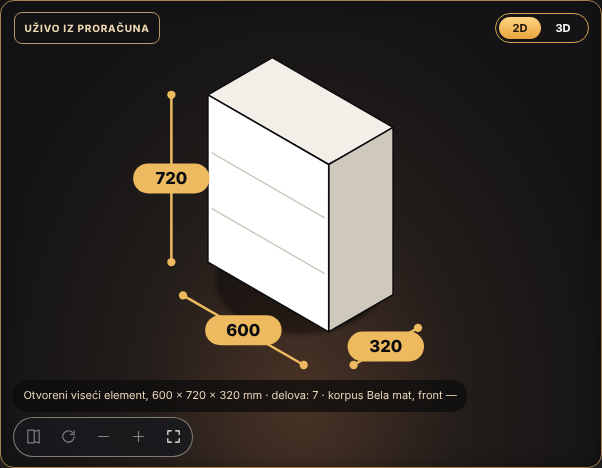 UŽIVO IZ PRORAČUNA
2D 3D
720
600
320
Otvoreni viseći element, 600 × 720 × 320 mm · delova: 7 · korpus Bela mat, front —